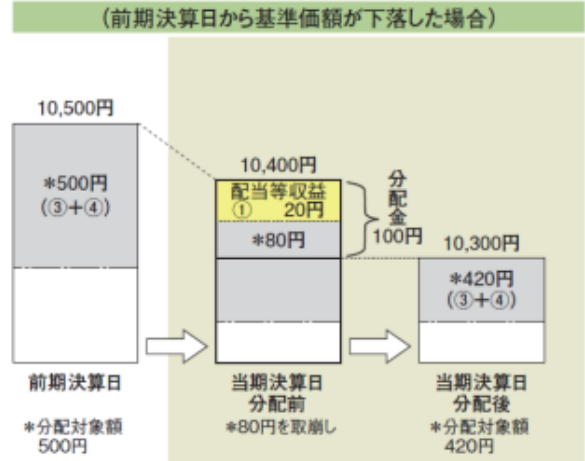 (前期決算日から基準価額が下落した場合)
10,500円
*500円
(③+④)
10,400円
配当等収益
① 20円
*80円
分配金
100円
10,300円
*420円
(③+④)
前期決算日
*分配対象額
500円
当期決算日
分配前
*80円を取崩し
当期決算日
分配後
*分配対象額
420円